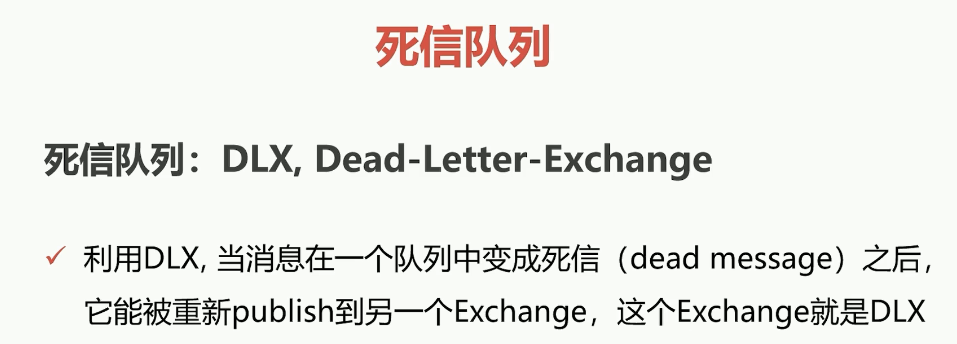 死信队列
死信队列：DLX, Dead-Letter-Exchange
利用DLX, 当消息在一个队列中变成死信（dead message）之后，
它能被重新publish到另一个Exchange，这个Exchange就是DLX